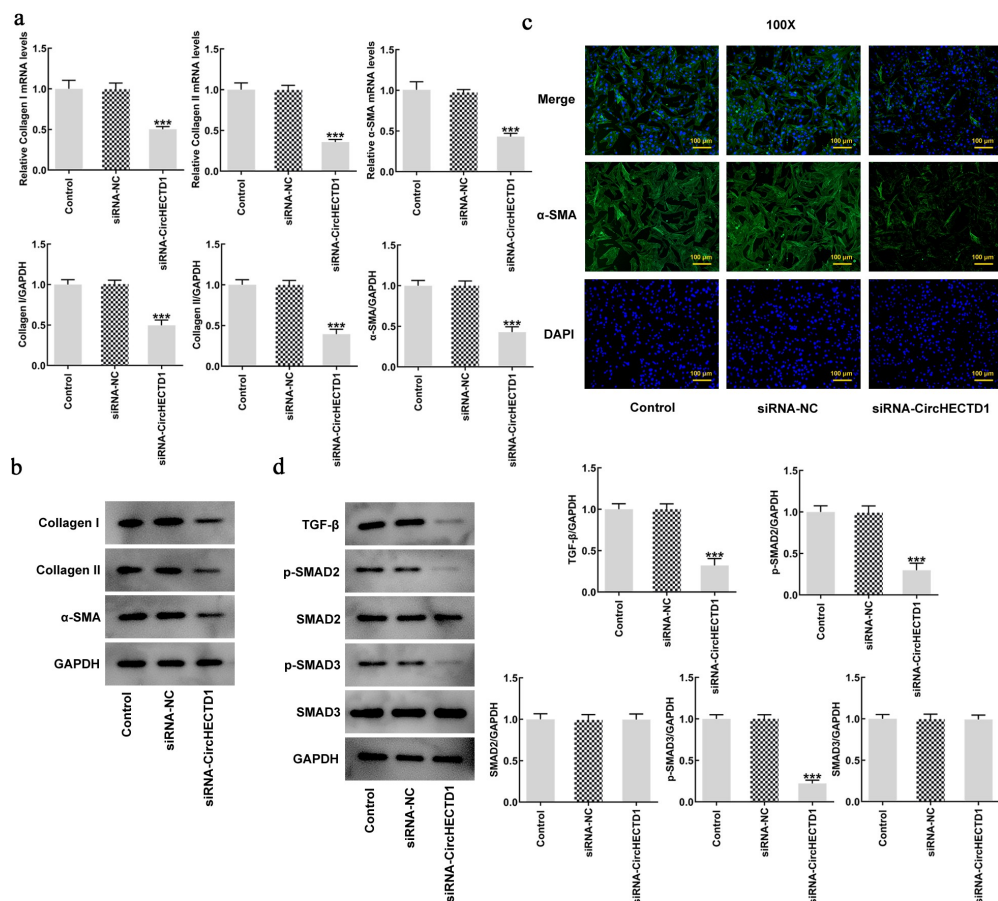 a
Relative Collagen I mRNA levels
1.5
1.0
0.5
0.0
Control
siRNA-NC
siRNA-CircHECTD1
***
Relative Collagen II mRNA levels
1.5
1.0
0.5
0.0
Control
siRNA-NC
siRNA-CircHECTD1
***
Relative α-SMA mRNA levels
1.5
1.0
0.5
0.0
Control
siRNA-NC
siRNA-CircHECTD1
***
Collagen I/GAPDH
1.5
1.0
0.5
0.0
Control
siRNA-NC
siRNA-CircHECTD1
***
Collagen II/GAPDH
1.5
1.0
0.5
0.0
Control
siRNA-NC
siRNA-CircHECTD1
***
α-SMA/GAPDH
1.5
1.0
0.5
0.0
Control
siRNA-NC
siRNA-CircHECTD1
***
c
100X
Merge
100 μm
100 μm
100 μm
α-SMA
100 μm
100 μm
100 μm
DAPI
100 μm
100 μm
100 μm
Control
siRNA-NC
siRNA-CircHECTD1
b
Collagen I
Collagen II
α-SMA
GAPDH
Control
siRNA-NC
siRNA-CircHECTD1
d
TGF-β
p-SMAD2
SMAD2
p-SMAD3
SMAD3
GAPDH
Control
siRNA-NC
siRNA-CircHECTD1
TGF-β/GAPDH
1.5
1.0
0.5
0.0
Control
siRNA-NC
siRNA-CircHECTD1
***
p-SMAD2/GAPDH
1.5
1.0
0.5
0.0
Control
siRNA-NC
siRNA-CircHECTD1
***
SMAD2/GAPDH
1.5
1.0
0.5
0.0
Control
siRNA-NC
siRNA-CircHECTD1
p-SMAD3/GAPDH
1.5
1.0
0.5
0.0
Control
siRNA-NC
siRNA-CircHECTD1
***
SMAD3/GAPDH
1.5
1.0
0.5
0.0
Control
siRNA-NC
siRNA-CircHECTD1